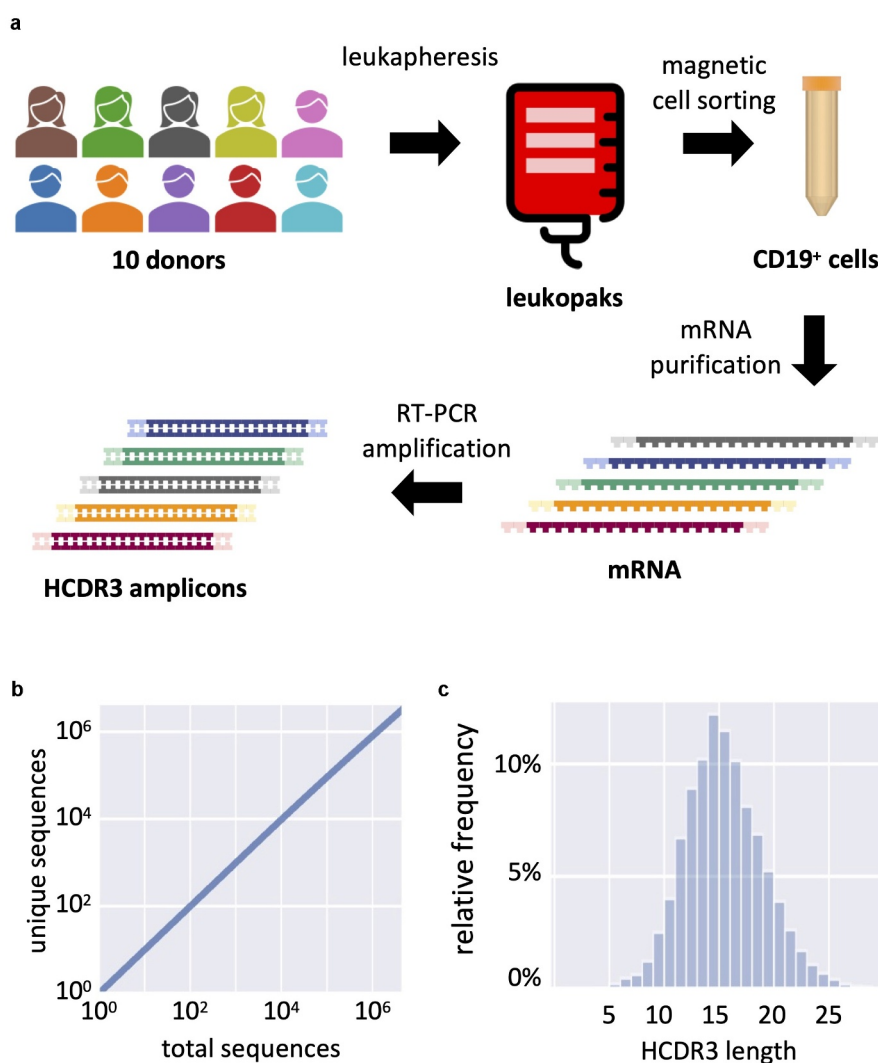 a
leukapheresis
magnetic
cell sorting
10 donors
leukopaks
CD19⁺ cells
mRNA
purification
RT-PCR
amplification
HCDR3 amplicons
mRNA
b
unique sequences
10⁶
10⁴
10²
10⁰
10⁰ 10² 10⁴ 10⁶
total sequences
c
relative frequency
10%
5%
0%
5 10 15 20 25
HCDR3 length